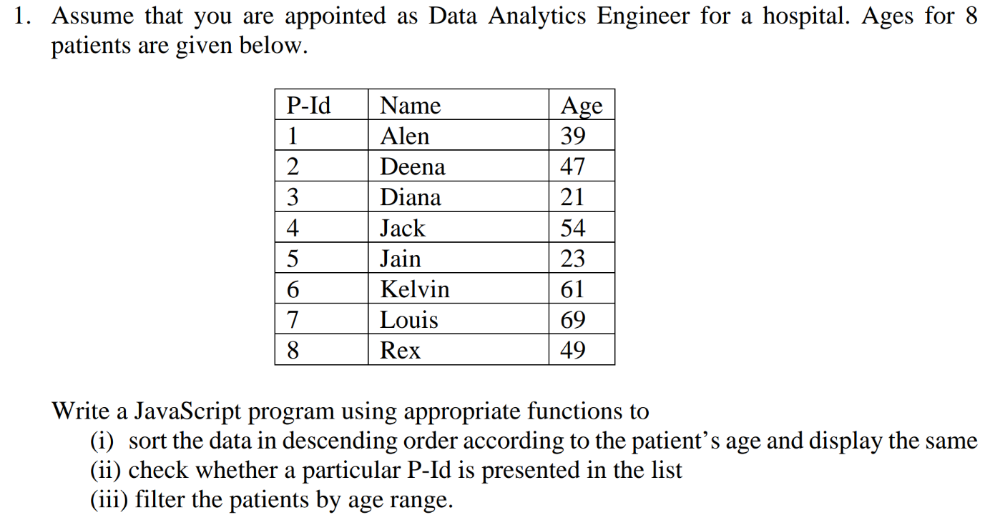 1. Assume that you are appointed as Data Analytics Engineer for a hospital. Ages for 8
patients are given below.
P-Id Name Age
1 Alen 39
2 Deena 47
3 Diana 21
4 Jack 54
5 Jain 23
6 Kelvin 61
7 Louis 69
8 Rex 49
Write a JavaScript program using appropriate functions to
(i) sort the data in descending order according to the patient’s age and display the same
(ii) check whether a particular P-Id is presented in the list
(iii) filter the patients by age range.